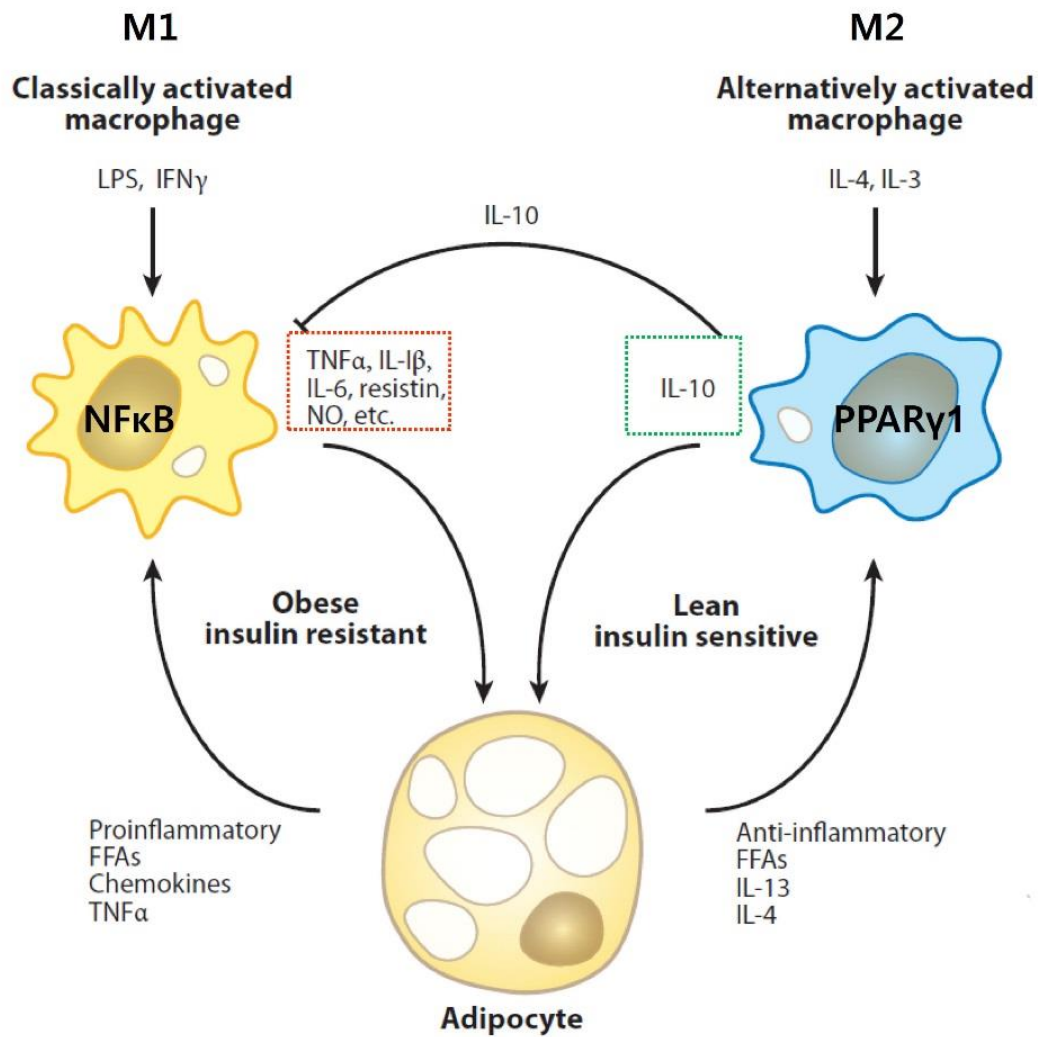 M1
Classically activated
macrophage
LPS, IFNγ
M2
Alternatively activated
macrophage
IL-4, IL-3
IL-10
TNFα, IL-Iβ,
IL-6, resistin,
NO, etc.
IL-10
NFκB
PPARγ1
Obese
insulin resistant
Lean
insulin sensitive
Proinflammatory
FFAs
Chemokines
TNFα
Anti-inflammatory
FFAs
IL-13
IL-4
Adipocyte